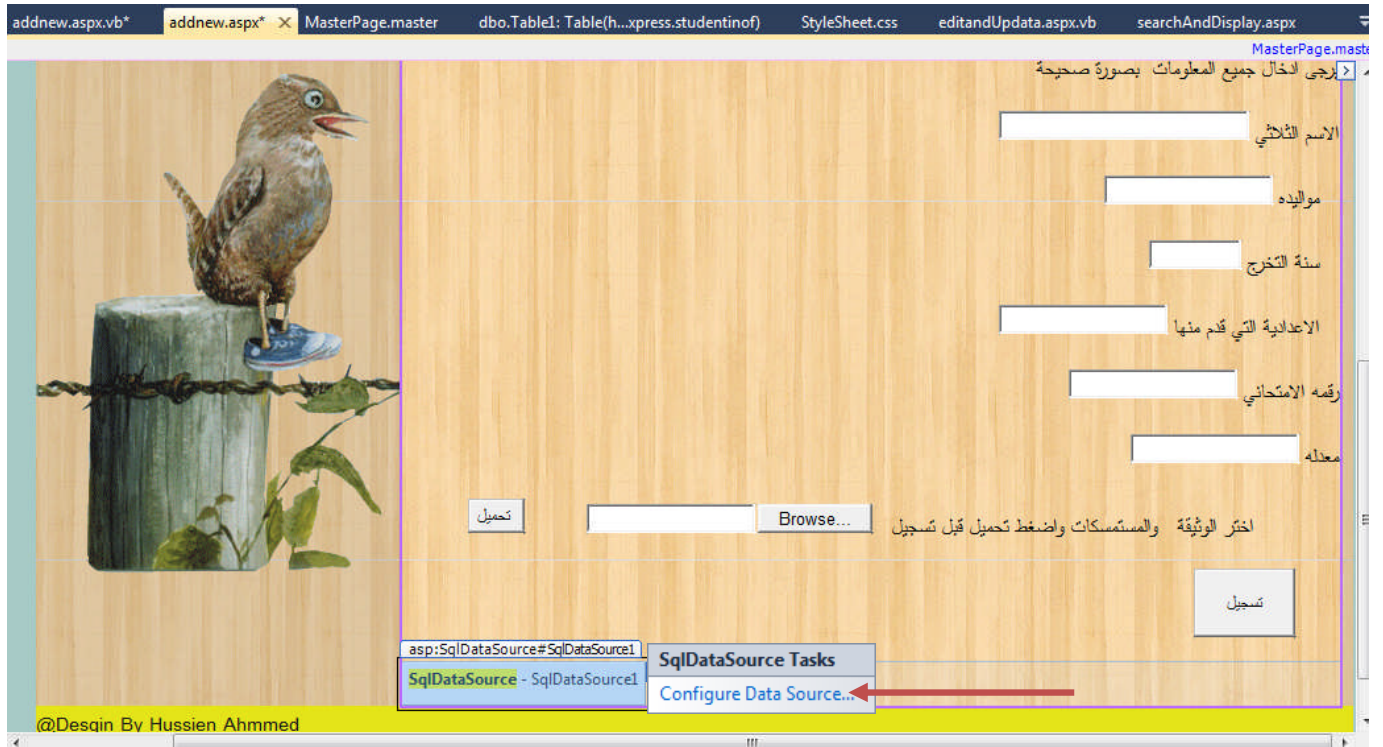 addnew.aspx.vb*
addnew.aspx*
MasterPage.master
dbo.Table1: Table(h...xpress.studentinof)
StyleSheet.css
editandUpdata.aspx.vb
searchAndDisplay.aspx
MasterPage.maste
يرجى ادخال جميع المعلومات بصورة صحيحة
الاسم الثلاثي
مواليده
سنة التخرج
الاعدادية التي قدم منها
رقمه الامتحاني
معدله
اختر الوثيقة والمستمسكات واضغط تحميل قبل تسجيل
Browse...
تحميل
تسجيل
asp:SqlDataSource#SqlDataSource1
SqlDataSource - SqlDataSource1
SqlDataSource Tasks
Configure Data Source...
@Desgin By Hussien Ahmmed